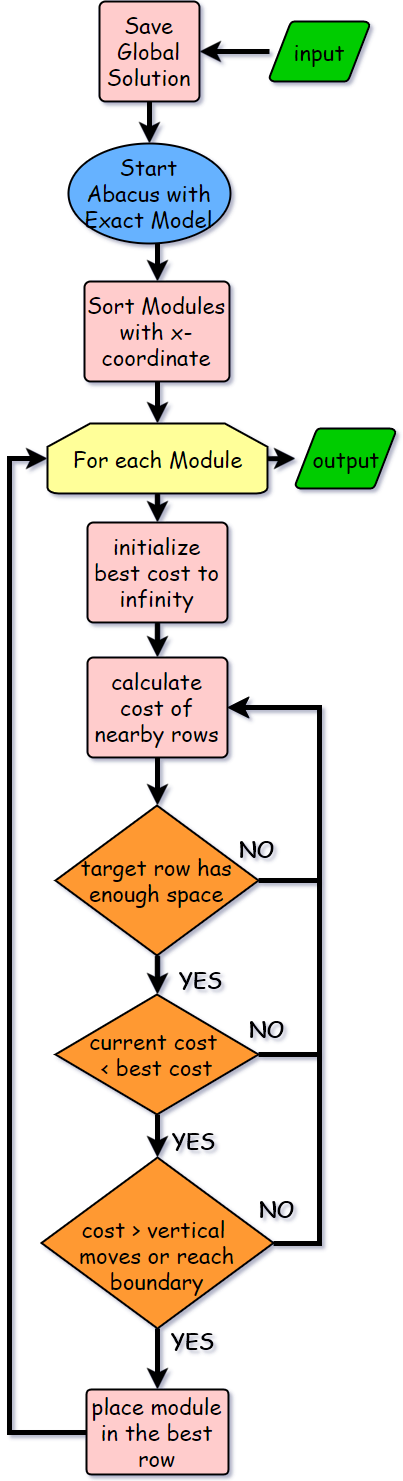 Save
Global
Solution
input
Start
Abacus with
Exact Model
Sort Modules
with x-
coordinate
For each Module
output
initialize
best cost to
infinity
calculate
cost of
nearby rows
NO
target row has
enough space
YES
NO
current cost
< best cost
YES
NO
cost > vertical
moves or reach
boundary
YES
place module
in the best
row